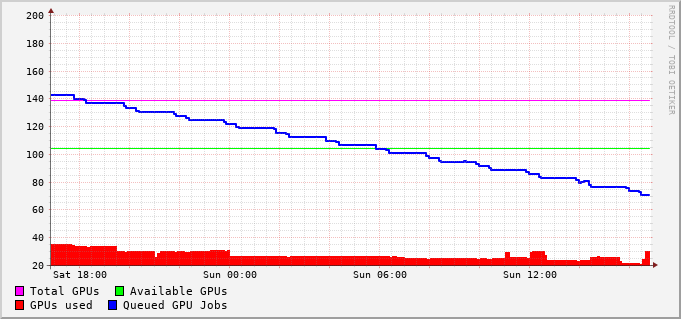 200
180
160
140
120
100
80
60
40
20
Sat 18:00 Sun 00:00 Sun 06:00 Sun 12:00
Total GPUs Available GPUs
GPUs used Queued GPU Jobs
RRDTOOL / TOBI OETIKER